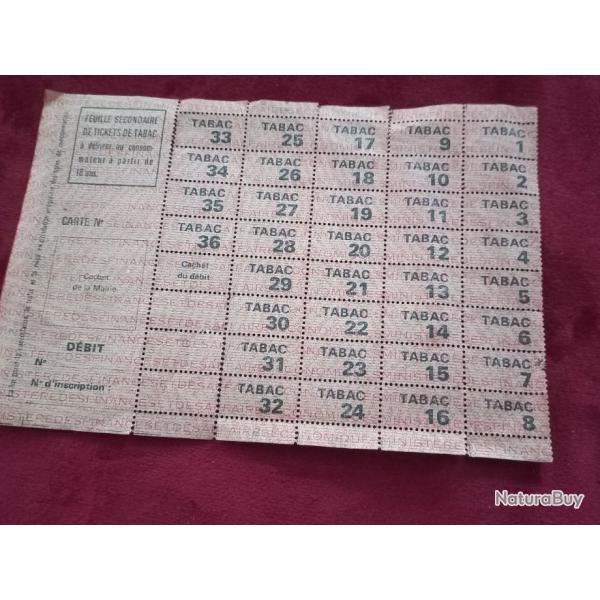 FEUILLE SECONDAIRE
DE TICKETS DE TABAC
à délivrer au consom-
mateur à partir de
18 ans.
CARTE Nº
Cachet
de la Mairie
DÉBIT
Nº
Nº d'inscription :
TABAC TABAC TABAC TABAC TABAC
33 25 17 9 1
TABAC TABAC TABAC TABAC TABAC
34 26 18 10 2
TABAC TABAC TABAC TABAC TABAC
35 27 19 11 3
TABAC TABAC TABAC TABAC TABAC
36 28 20 12 4
Cachet
du débit
TABAC TABAC TABAC TABAC
29 21 13 5
TABAC TABAC TABAC TABAC
30 22 14 6
TABAC TABAC TABAC TABAC
31 23 15 7
TABAC TABAC TABAC TABAC
32 24 16 8
NaturaBuy